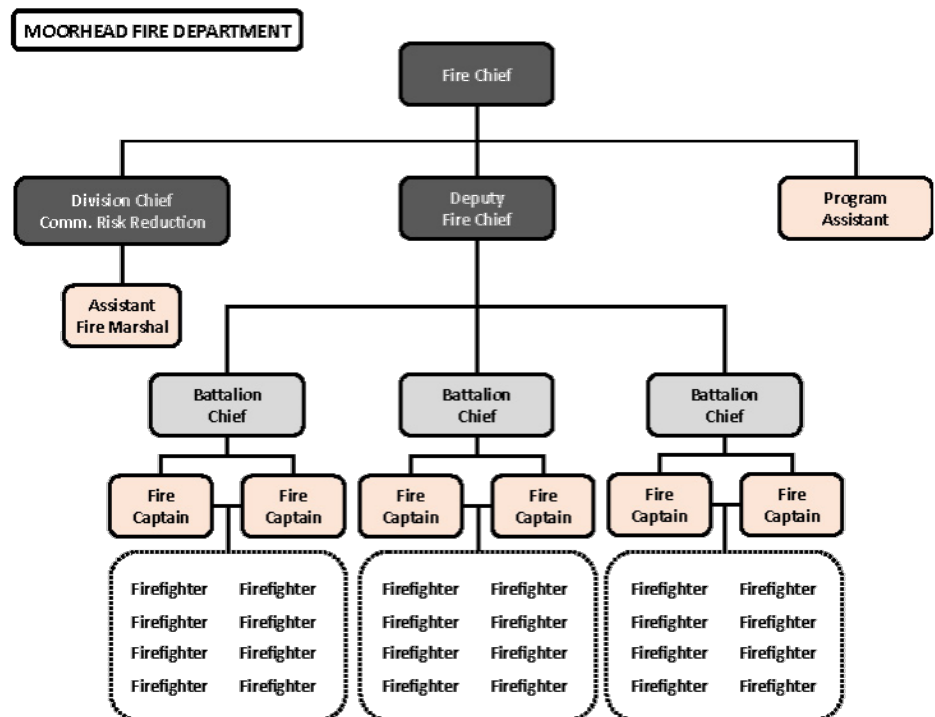 MOORHEAD FIRE DEPARTMENT
Fire Chief
Division Chief
Comm. Risk Reduction
Deputy
Fire Chief
Program
Assistant
Assistant
Fire Marshal
Battalion
Chief
Battalion
Chief
Battalion
Chief
Fire
Captain
Fire
Captain
Fire
Captain
Fire
Captain
Fire
Captain
Fire
Captain
Firefighter Firefighter
Firefighter Firefighter
Firefighter Firefighter
Firefighter Firefighter
Firefighter Firefighter
Firefighter Firefighter
Firefighter Firefighter
Firefighter Firefighter
Firefighter Firefighter
Firefighter Firefighter
Firefighter Firefighter
Firefighter Firefighter